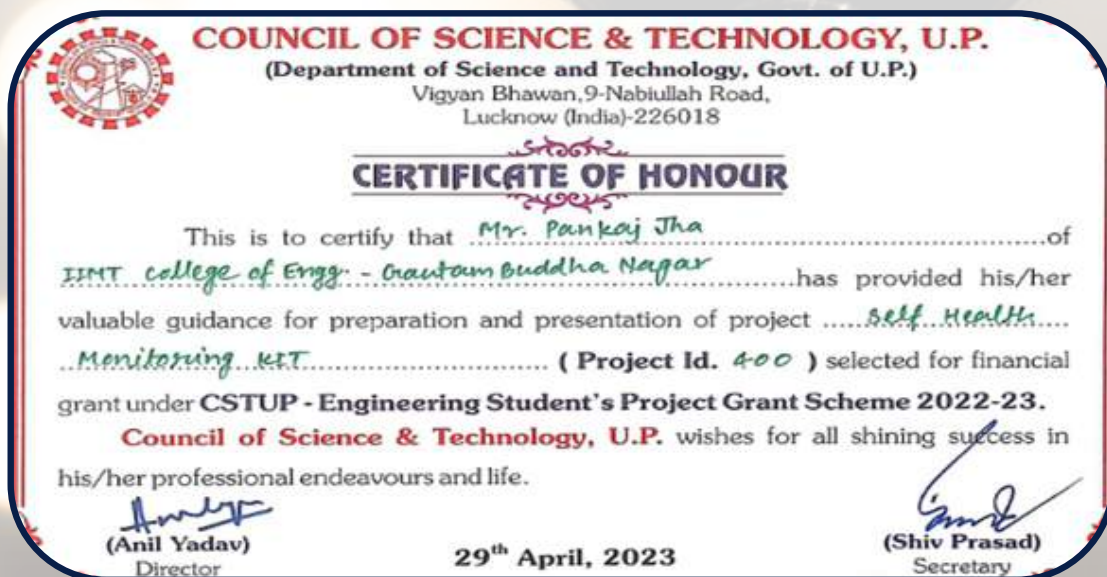 COUNCIL OF SCIENCE & TECHNOLOGY, U.P.
(Department of Science and Technology, Govt. of U.P.)
Vigyan Bhawan,9-Nabiullah Road,
Lucknow (India)-226018
CERTIFICATE OF HONOUR
This is to certify that Mr. Pankaj Jha of
IIMT college of Engg. - Gautam Buddha Nagar has provided his/her
valuable guidance for preparation and presentation of project Self Health
Monitoring KIT (Project Id. 400) selected for financial
grant under CSTUP - Engineering Student's Project Grant Scheme 2022-23.
Council of Science & Technology, U.P. wishes for all shining success in
his/her professional endeavours and life.
(Anil Yadav)
Director
29th April, 2023
(Shiv Prasad)
Secretary